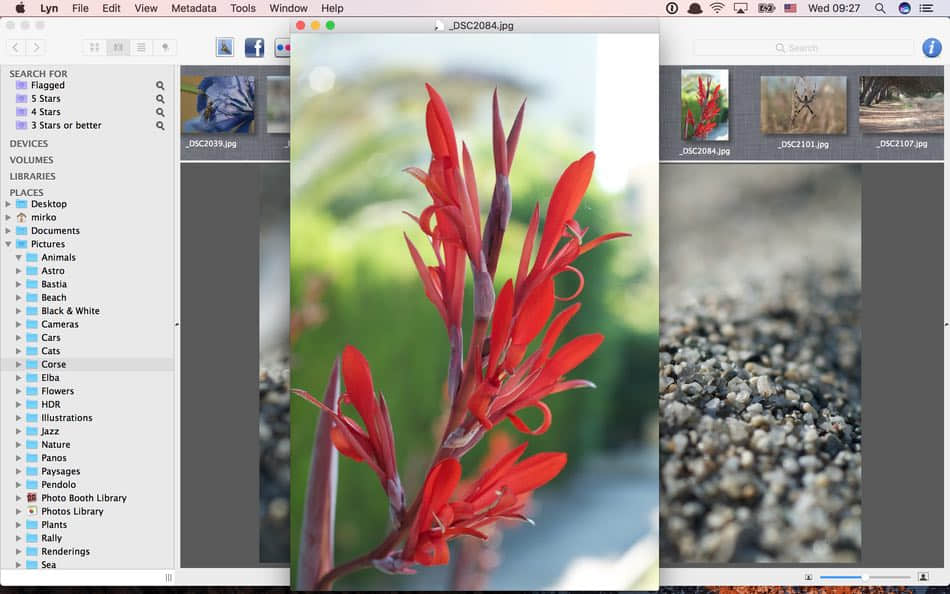 Lyn File Edit View Metadata Tools Window Help Wed 09:27
_DSC2084.jpg
Search
SEARCH FOR
Flagged
5 Stars
4 Stars
3 Stars or better
DEVICES
VOLUMES
LIBRARIES
PLACES
Desktop
mirko
Documents
Pictures
Animals
Astro
Bastia
Beach
Black & White
Cameras
Cars
Cats
Corse
Elba
Flowers
HDR
Illustrations
Jazz
Nature
Panos
Paysages
Pendolo
Photo Booth Library
Photos Library
Plants
Rally
Renderings
Sea
_DSC2039.jpg
_DSC2084.jpg
_DSC2101.jpg
_DSC2107.jpg